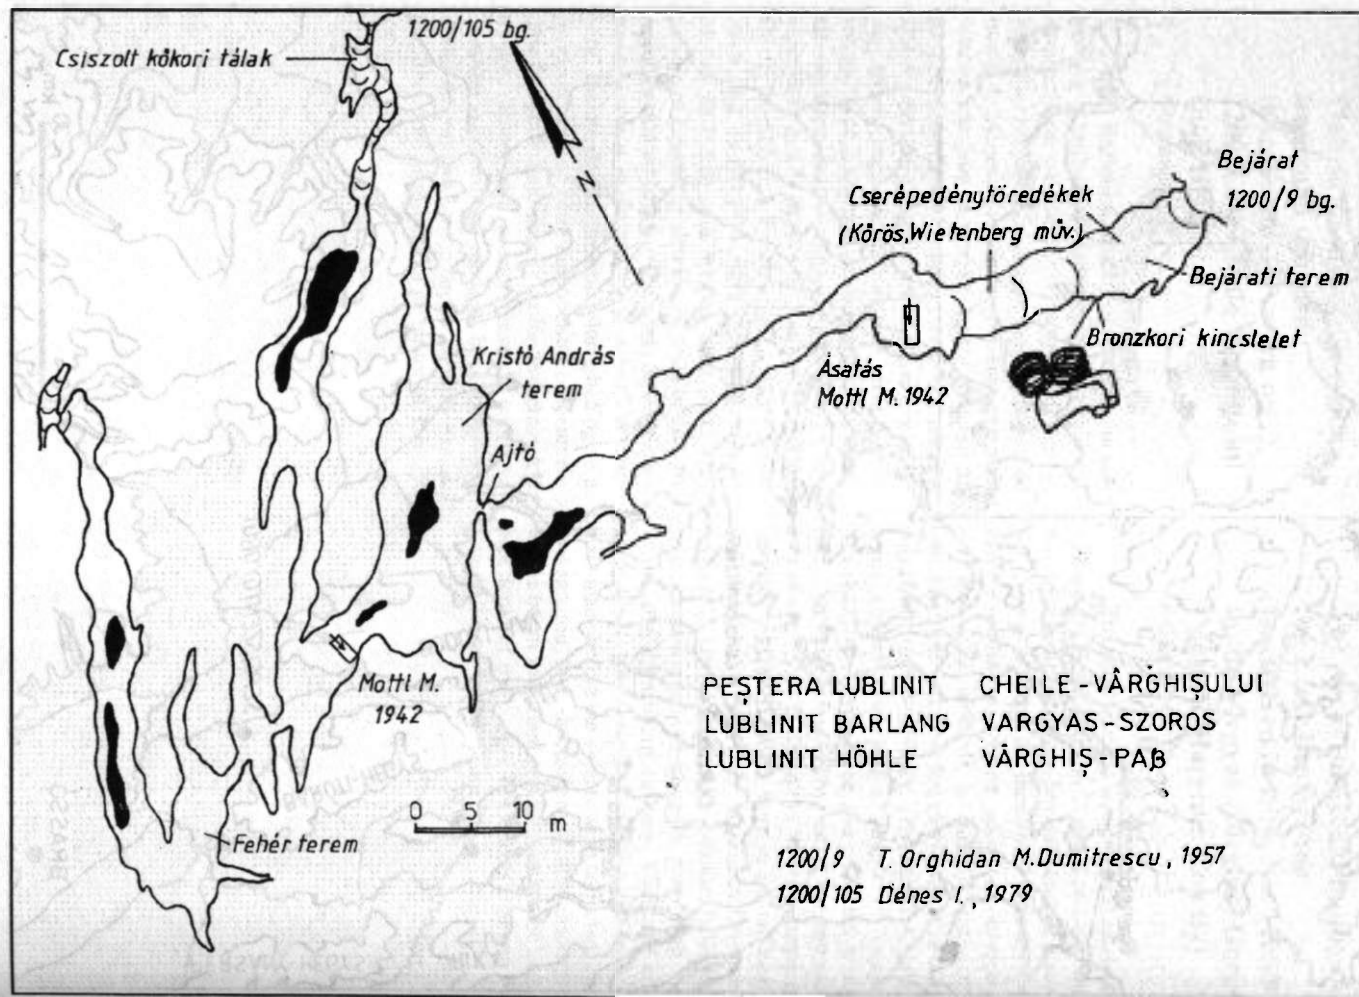 1200/105 bg.
Csiszolt kőkori tálak
N
Bejárat
1200/9 bg.
Cserépedénytöredékek
(Körös, Wietenberg műv.)
Bejárati terem
Bronzkori kincslelet
Ásatás
Mottl M. 1942
Kristó András
terem
Ajtó
Mottl M.
1942
Fehér terem
0 5 10
m
PEȘTERA LUBLINIT CHEILE-VÂRGHIȘULUI
LUBLINIT BARLANG VARGYAS-SZOROS
LUBLINIT HÖHLE VÂRGHIȘ-PAß
1200/9 T. Orghidan M. Dumitrescu, 1957
1200/105 Dénes I., 1979